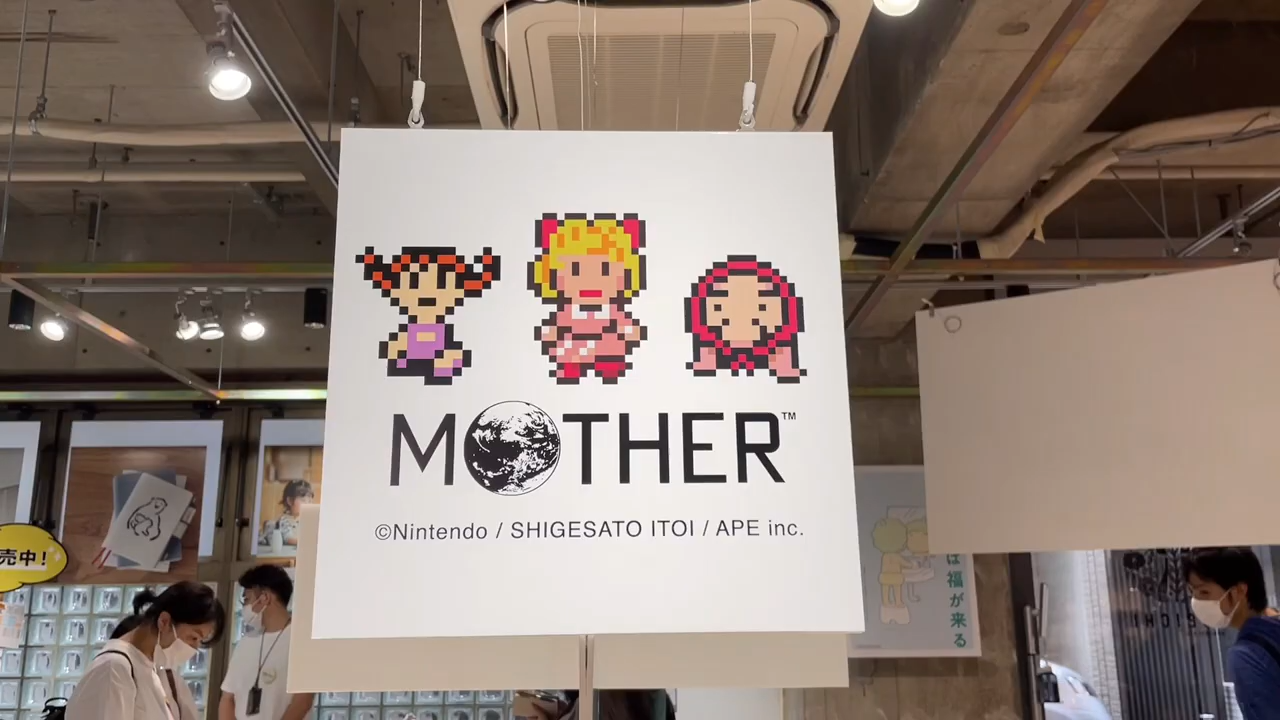 MOTHER™
©Nintendo / SHIGESATO ITOI / APE inc.
売中!
は福が来る